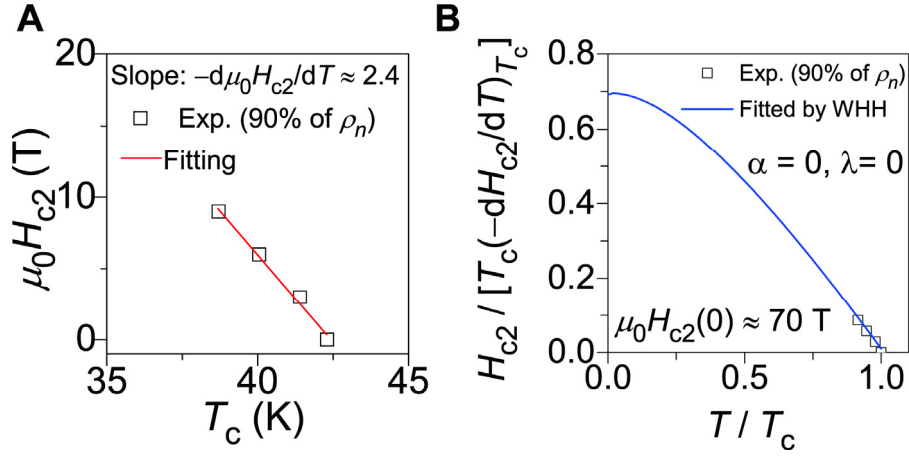 A
μ₀Hc2 (T)
20
10
0
Slope: −dμ₀Hc2/dT ≈ 2.4
Exp. (90% of ρn)
Fitting
35
40
45
Tc (K)
B
Hc2 / [Tc(−dHc2/dT)Tc]
0.8
0.6
0.4
0.2
0.0
Exp. (90% of ρn)
Fitted by WHH
α = 0, λ= 0
μ₀Hc2(0) ≈ 70 T
0.0
0.5
1.0
T / Tc